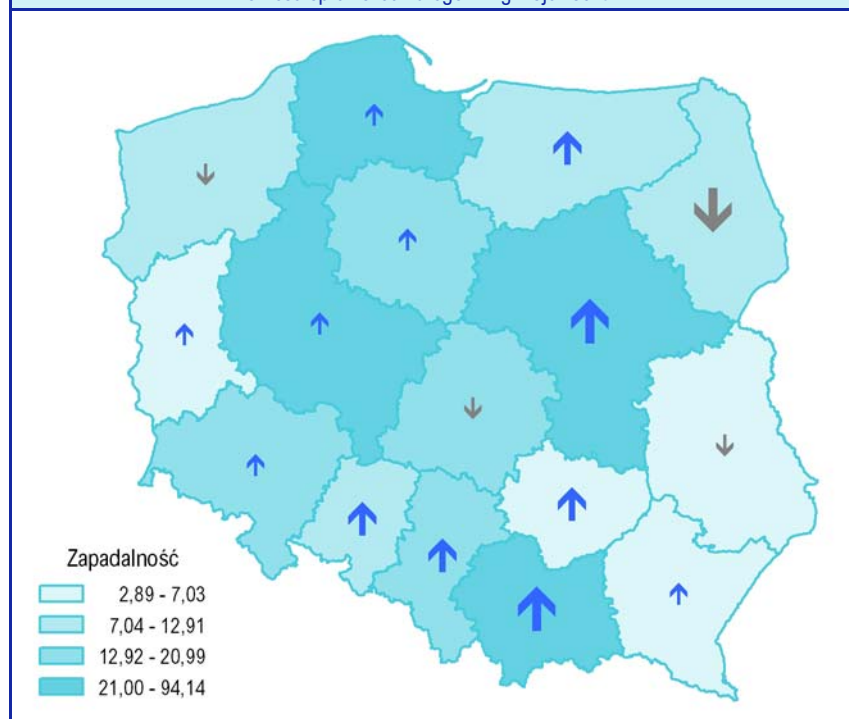 Zapadalność
2,89 - 7,03
7,04 - 12,91
12,92 - 20,99
21,00 - 94,14